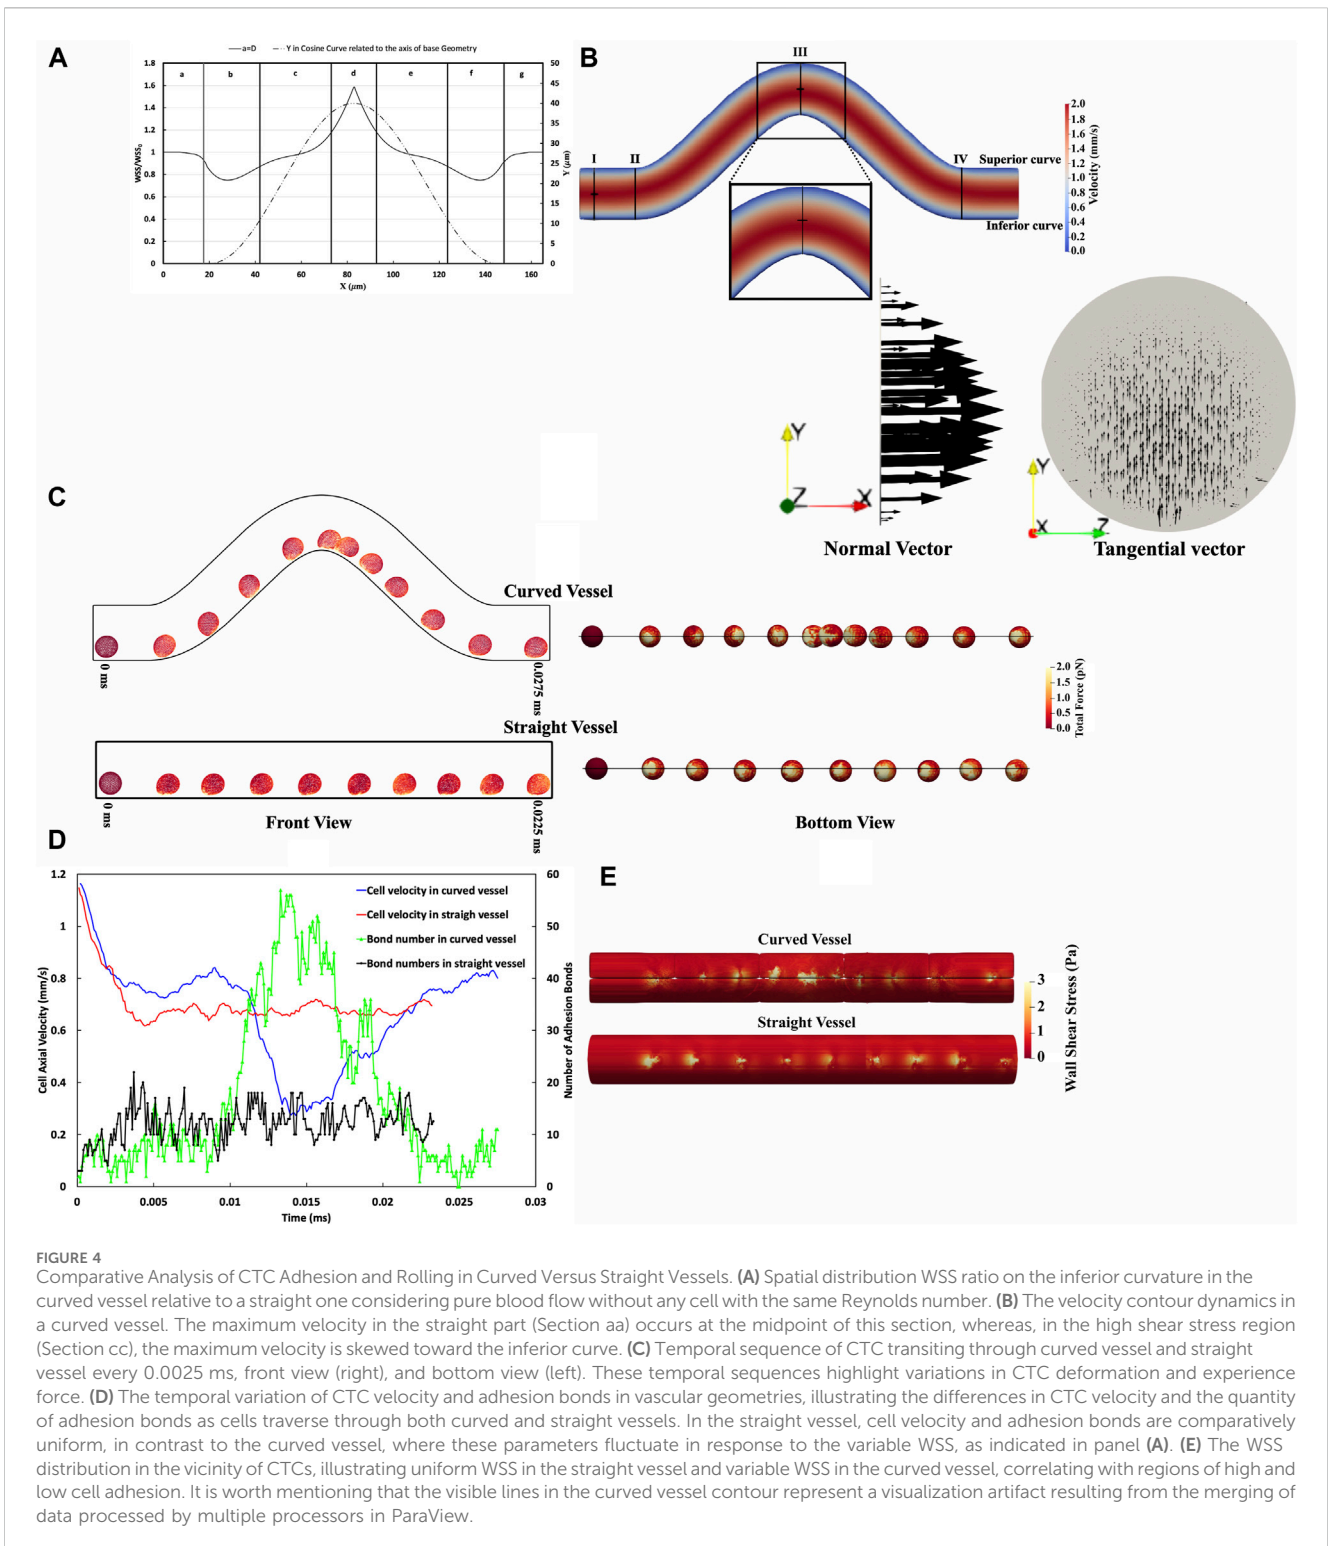 A
a=D
Y in Cosine Curve related to the axis of base Geometry
a b c d e f g
1.8
1.6
1.4
1.2
1
0.8
0.6
0.4
0.2
0
WSS/WSS0
50
45
40
35
30
25
20
15
10
5
0
Y (µm)
0 20 40 60 80 100 120 140 160
X (µm)
B
I
II
III
IV
Superior curve
Inferior curve
2.0
1.8
1.6
1.4
1.2
1.0
0.8
0.6
0.4
0.2
0.0
Velocity (mm/s)
Y
Z
X
Normal Vector
Y
X
Z
Tangential vector
C
Curved Vessel
0 ms
0.0275 ms
Straight Vessel
0 ms
0.0225 ms
Front View
Bottom View
2.0
1.5
1.0
0.5
0.0
Total Force (pN)
D
Cell velocity in curved vessel
Cell velocity in straigh vessel
Bond number in curved vessel
Bond numbers in straight vessel
1.2
1
0.8
0.6
0.4
0.2
0
Cell Axial Velocity (mm/s)
60
50
40
30
20
10
0
Number of Adhesion Bonds
0 0.005 0.01 0.015 0.02 0.025 0.03
Time (ms)
E
Curved Vessel
Straight Vessel
3
2
1
0
Wall Shear Stress (Pa)
FIGURE 4
Comparative Analysis of CTC Adhesion and Rolling in Curved Versus Straight Vessels. (A) Spatial distribution WSS ratio on the inferior curvature in the
curved vessel relative to a straight one considering pure blood flow without any cell with the same Reynolds number. (B) The velocity contour dynamics in
a curved vessel. The maximum velocity in the straight part (Section aa) occurs at the midpoint of this section, whereas, in the high shear stress region
(Section cc), the maximum velocity is skewed toward the inferior curve. (C) Temporal sequence of CTC transiting through curved vessel and straight
vessel every 0.0025 ms, front view (right), and bottom view (left). These temporal sequences highlight variations in CTC deformation and experience
force. (D) The temporal variation of CTC velocity and adhesion bonds in vascular geometries, illustrating the differences in CTC velocity and the quantity
of adhesion bonds as cells traverse through both curved and straight vessels. In the straight vessel, cell velocity and adhesion bonds are comparatively
uniform, in contrast to the curved vessel, where these parameters fluctuate in response to the variable WSS, as indicated in panel (A). (E) The WSS
distribution in the vicinity of CTCs, illustrating uniform WSS in the straight vessel and variable WSS in the curved vessel, correlating with regions of high and
low cell adhesion. It is worth mentioning that the visible lines in the curved vessel contour represent a visualization artifact resulting from the merging of
data processed by multiple processors in ParaView.